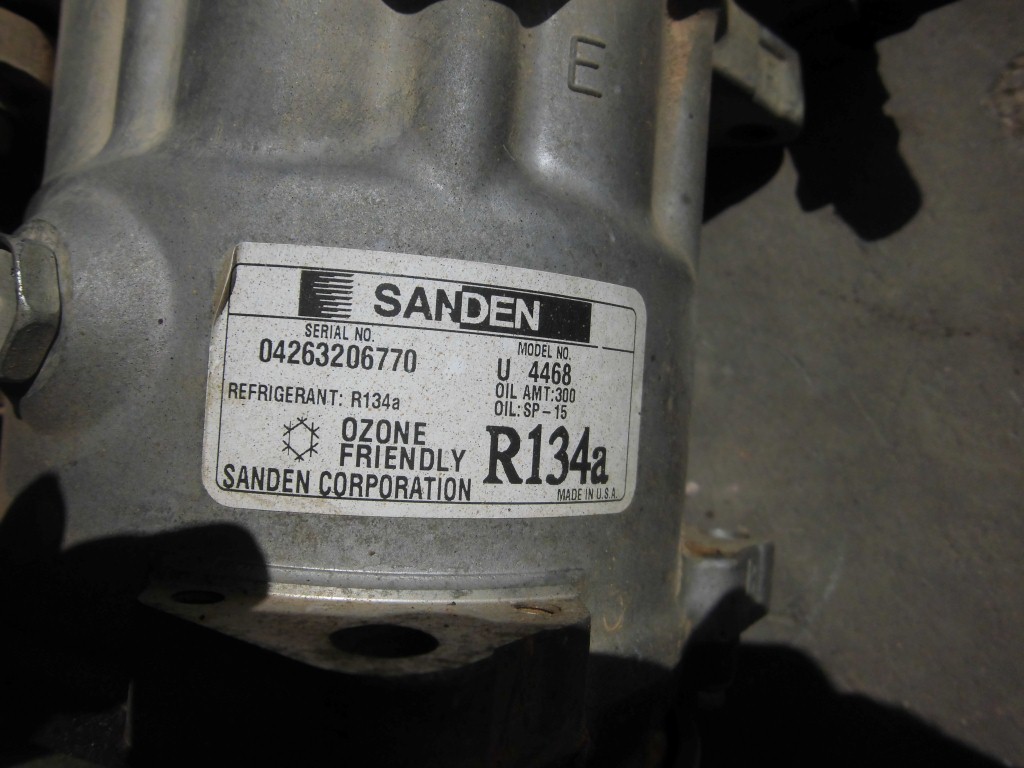 E
SANDEN
SERIAL NO.
04263206770
MODEL NO.
U 4468
OIL AMT:300
OIL: SP-15
REFRIGERANT: R134a
OZONE
FRIENDLY
R134a
SANDEN CORPORATION
MADE IN U.S.A.